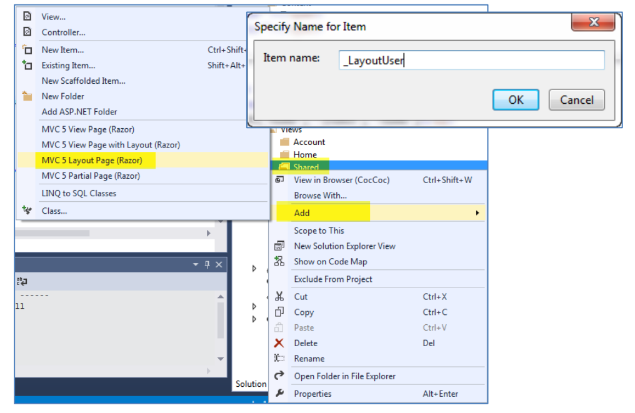 View...
Controller...
New Item...
Ctrl+Shift+
Existing Item...
Shift+Alt+
New Scaffolded Item...
New Folder
Add ASP.NET Folder
MVC 5 View Page (Razor)
MVC 5 View Page with Layout (Razor)
MVC 5 Layout Page (Razor)
MVC 5 Partial Page (Razor)
LINQ to SQL Classes
Class...
Specify Name for Item
Item name:
_LayoutUser
OK
Cancel
Views
Account
Home
Shared
View in Browser (CocCoc)
Ctrl+Shift+W
Browse With...
Add
Scope to This
New Solution Explorer View
Show on Code Map
Exclude From Project
Cut
Ctrl+X
Copy
Ctrl+C
Paste
Ctrl+V
Delete
Del
Rename
Open Folder in File Explorer
Properties
Alt+Enter
------
11
Solution